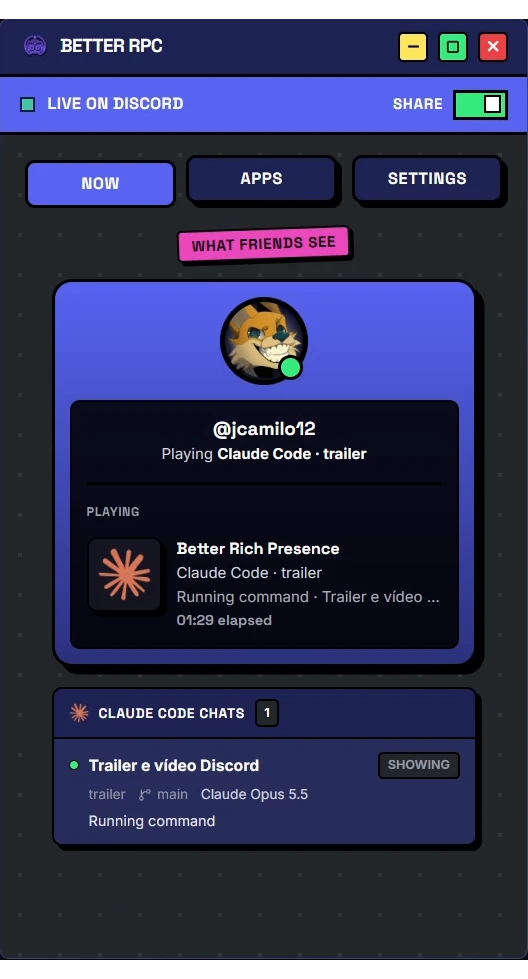 BETTER RPC
LIVE ON DISCORD
SHARE
NOW
APPS
SETTINGS
WHAT FRIENDS SEE
@jcamilo12
Playing Claude Code · trailer
PLAYING
Better Rich Presence
Claude Code · trailer
Running command · Trailer e vídeo ...
01:29 elapsed
CLAUDE CODE CHATS 1
Trailer e vídeo Discord
SHOWING
trailer main Claude Opus 5.5
Running command